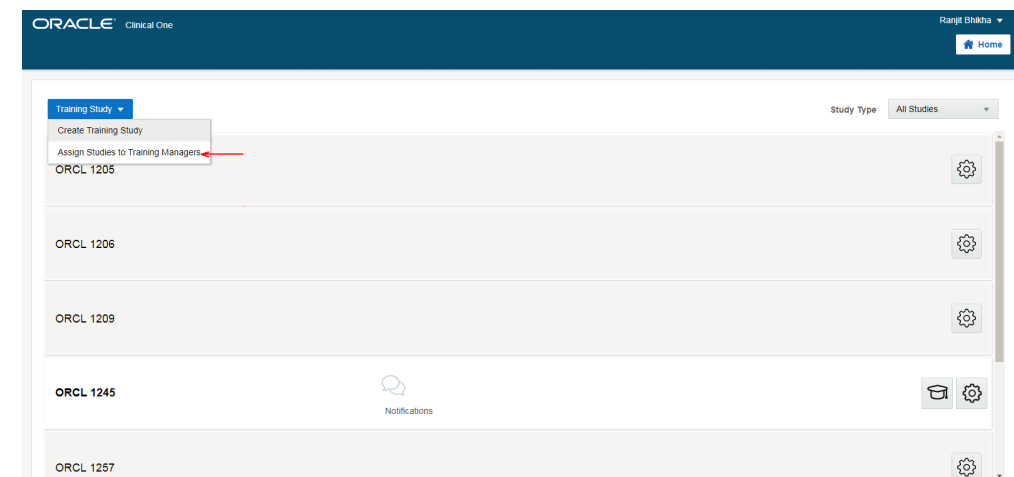 ORACLE Clinical One
Ranjit Bhikha
Home
Training Study
Study Type All Studies
Create Training Study
Assign Studies to Training Managers
ORCL 1205
ORCL 1206
ORCL 1209
ORCL 1245
Notifications
ORCL 1257